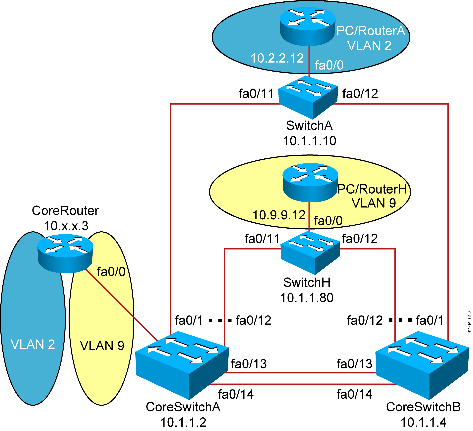 PC/RouterA
VLAN 2
10.2.2.12
fa0/0
fa0/11
fa0/12
SwitchA
10.1.1.10
PC/RouterH
VLAN 9
10.9.9.12
fa0/0
fa0/11
fa0/12
SwitchH
10.1.1.80
CoreRouter
10.x.x.3
fa0/0
VLAN 2
VLAN 9
fa0/1
fa0/12
fa0/12
fa0/1
fa0/13
fa0/13
fa0/14
fa0/14
CoreSwitchA
10.1.1.2
CoreSwitchB
10.1.1.4